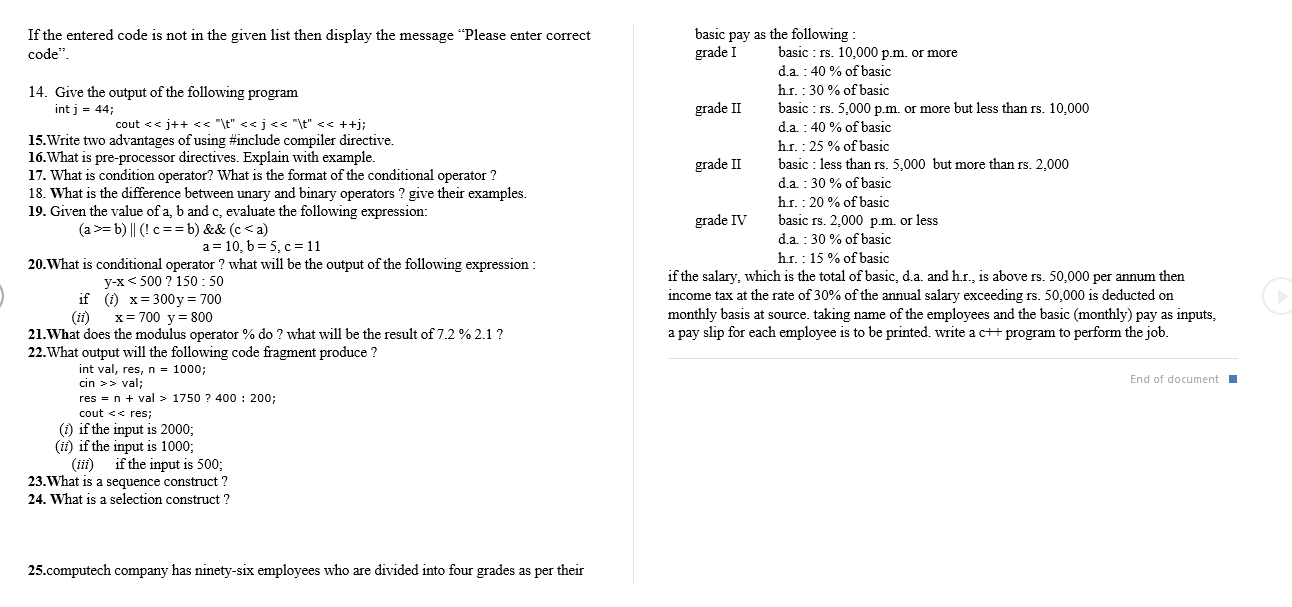 If the entered code is not in the given list then display the message “Please enter correct
code”.
14. Give the output of the following program
int j = 44;
cout << j++ << "\t" << j << "\t" << ++j;
15.Write two advantages of using #include compiler directive.
16.What is pre-processor directives. Explain with example.
17. What is condition operator? What is the format of the conditional operator ?
18. What is the difference between unary and binary operators ? give their examples.
19. Given the value of a, b and c, evaluate the following expression:
(a >= b) || (! c == b) && (c < a)
a = 10, b = 5, c = 11
20.What is conditional operator ? what will be the output of the following expression :
y-x < 500 ? 150 : 50
if (i) x = 300y = 700
(ii) x = 700 y = 800
21.What does the modulus operator % do ? what will be the result of 7.2 % 2.1 ?
22.What output will the following code fragment produce ?
int val, res, n = 1000;
cin >> val;
res = n + val > 1750 ? 400 : 200;
cout << res;
(i) if the input is 2000;
(ii) if the input is 1000;
(iii) if the input is 500;
23.What is a sequence construct ?
24. What is a selection construct ?
25.computech company has ninety-six employees who are divided into four grades as per their
basic pay as the following :
grade I basic : rs. 10,000 p.m. or more
d.a. : 40 % of basic
h.r. : 30 % of basic
grade II basic : rs. 5,000 p.m. or more but less than rs. 10,000
d.a. : 40 % of basic
h.r. : 25 % of basic
grade II basic : less than rs. 5,000 but more than rs. 2,000
d.a. : 30 % of basic
h.r. : 20 % of basic
grade IV basic rs. 2,000 p.m. or less
d.a. : 30 % of basic
h.r. : 15 % of basic
if the salary, which is the total of basic, d.a. and h.r., is above rs. 50,000 per annum then
income tax at the rate of 30% of the annual salary exceeding rs. 50,000 is deducted on
monthly basis at source. taking name of the employees and the basic (monthly) pay as inputs,
a pay slip for each employee is to be printed. write a c++ program to perform the job.
End of document